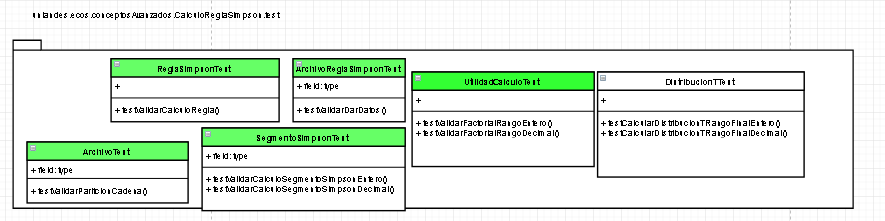 uniandes.ecos.conceptosAvanzados.CalculoReglaSimpson.test
ReglaSimpsonTest
+
+ testValidarCalculoRegla()
ArchivoReglaSimpsonTest
+ field: type
+ testValidarDarDatos()
UtilidadCalculoTest
+
+ testValidarFactorialRangoEntero()
+ testValidarFactorialRangoDecimal()
DistribucionTTest
+
+ testCalcularDistribucionTRangoFinalEntero()
+ testCalcularDistribucionTRangoFinalDecimal()
ArchivoTest
+ field: type
+ testValidarParticionCadena()
SegmentoSimpsonTest
+ field: type
+ testValidarCalculoSegmentoSimpsonEntero()
+ testValidarCalculoSegmentoSimpsonDecimal()